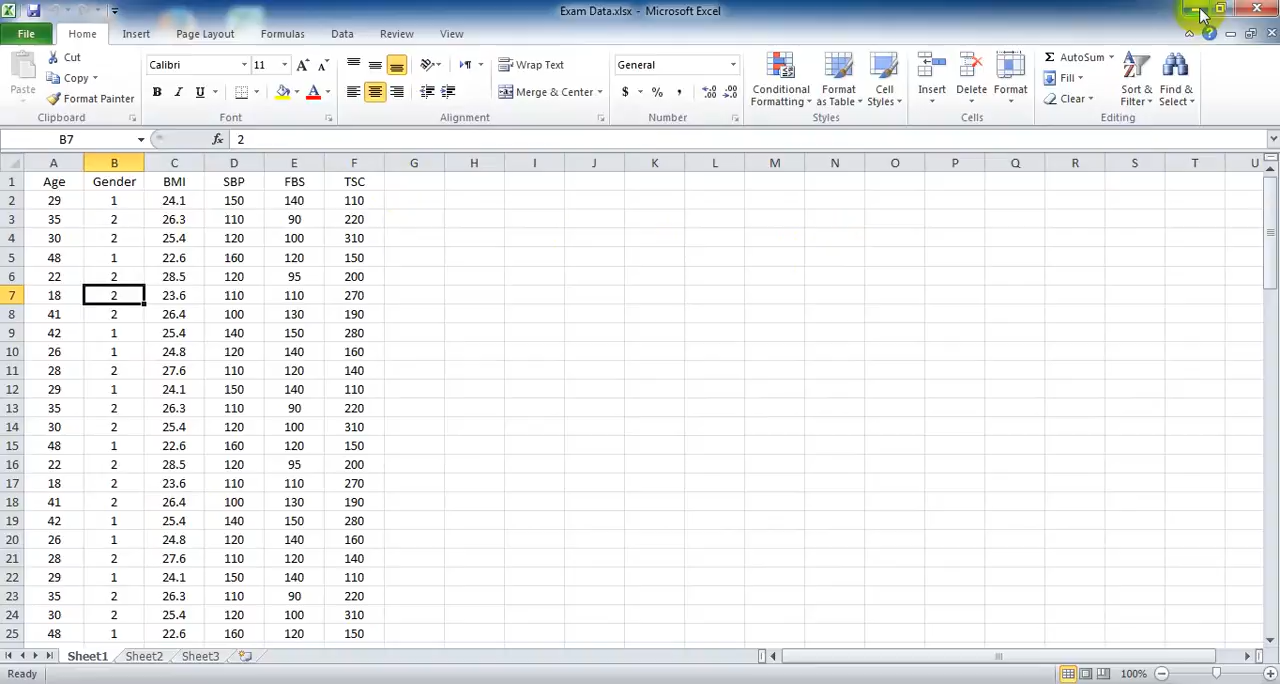 Exam Data.xlsx - Microsoft Excel
File Home Insert Page Layout Formulas Data Review View
Paste Cut Copy Format Painter Clipboard
Calibri 11 B I U A Font
Wrap Text Merge & Center Alignment
General $ % , Number
Conditional Formatting Format as Table Cell Styles Styles
Insert Delete Format Cells
Σ AutoSum Fill Clear Sort & Filter Find & Select Editing
B7 fx 2
A B C D E F G H I J K L M N O P Q R S T U
1 Age Gender BMI SBP FBS TSC
2 29 1 24.1 150 140 110
3 35 2 26.3 110 90 220
4 30 2 25.4 120 100 310
5 48 1 22.6 160 120 150
6 22 2 28.5 120 95 200
7 18 2 23.6 110 110 270
8 41 2 26.4 100 130 190
9 42 1 25.4 140 150 280
10 26 1 24.8 120 140 160
11 28 2 27.6 110 120 140
12 29 1 24.1 150 140 110
13 35 2 26.3 110 90 220
14 30 2 25.4 120 100 310
15 48 1 22.6 160 120 150
16 22 2 28.5 120 95 200
17 18 2 23.6 110 110 270
18 41 2 26.4 100 130 190
19 42 1 25.4 140 150 280
20 26 1 24.8 120 140 160
21 28 2 27.6 110 120 140
22 29 1 24.1 150 140 110
23 35 2 26.3 110 90 220
24 30 2 25.4 120 100 310
25 48 1 22.6 160 120 150
Sheet1 Sheet2 Sheet3
Ready 100%